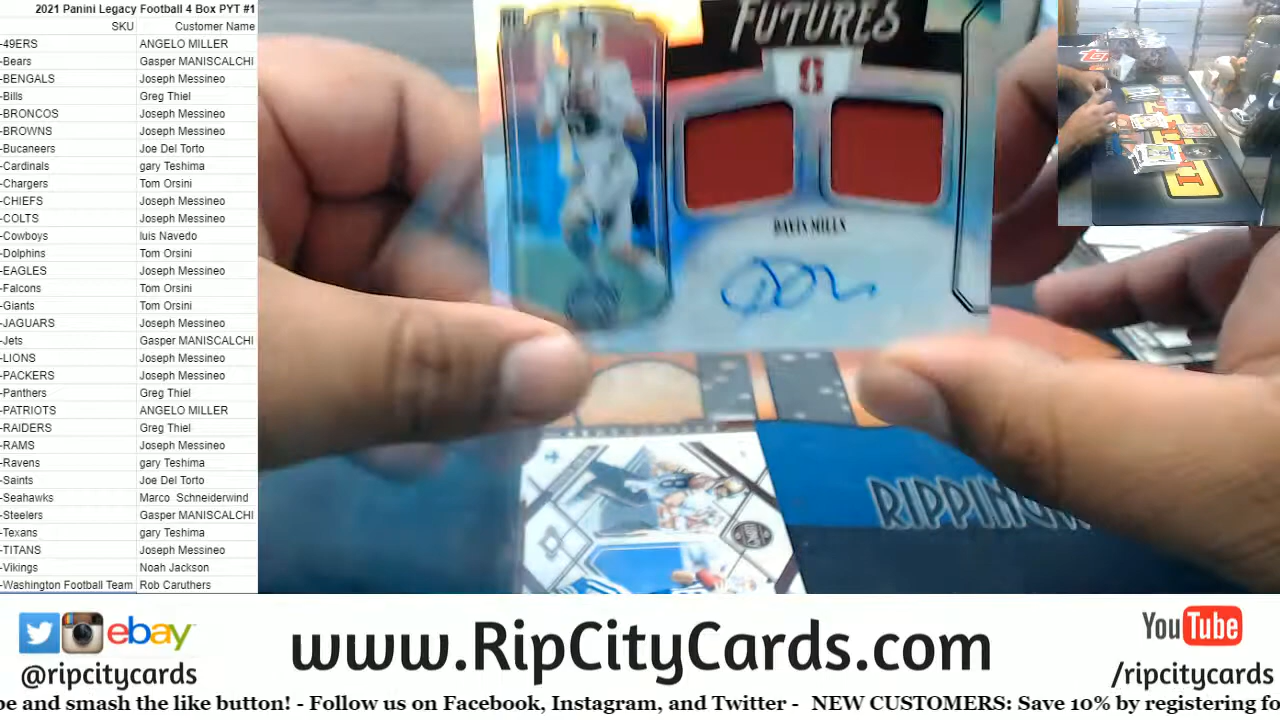 2021 Panini Legacy Football 4 Box PYT #1
SKU Customer Name
-49ERS ANGELO MILLER
-Bears Gasper MANISCALCHI
-BENGALS Joseph Messineo
-Bills Greg Thiel
-BRONCOS Joseph Messineo
-BROWNS Joseph Messineo
-Bucaneers Joe Del Torto
-Cardinals gary Teshima
-Chargers Tom Orsini
-CHIEFS Joseph Messineo
-COLTS Joseph Messineo
-Cowboys luis Navedo
-Dolphins Tom Orsini
-EAGLES Joseph Messineo
-Falcons Tom Orsini
-Giants Tom Orsini
-JAGUARS Joseph Messineo
-Jets Gasper MANISCALCHI
-LIONS Joseph Messineo
-PACKERS Joseph Messineo
-Panthers Greg Thiel
-PATRIOTS ANGELO MILLER
-RAIDERS Greg Thiel
-RAMS Joseph Messineo
-Ravens gary Teshima
-Saints Joe Del Torto
-Seahawks Marco Schneiderwind
-Steelers Gasper MANISCALCHI
-Texans gary Teshima
-TITANS Joseph Messineo
-Vikings Noah Jackson
-Washington Football Team Rob Caruthers
FUTURES
S
DAVIS MILLS
RIPPIN
ebay
@ripcitycards
www.RipCityCards.com
YouTube
/ripcitycards
be and smash the like button! - Follow us on Facebook, Instagram, and Twitter - NEW CUSTOMERS: Save 10% by registering fo